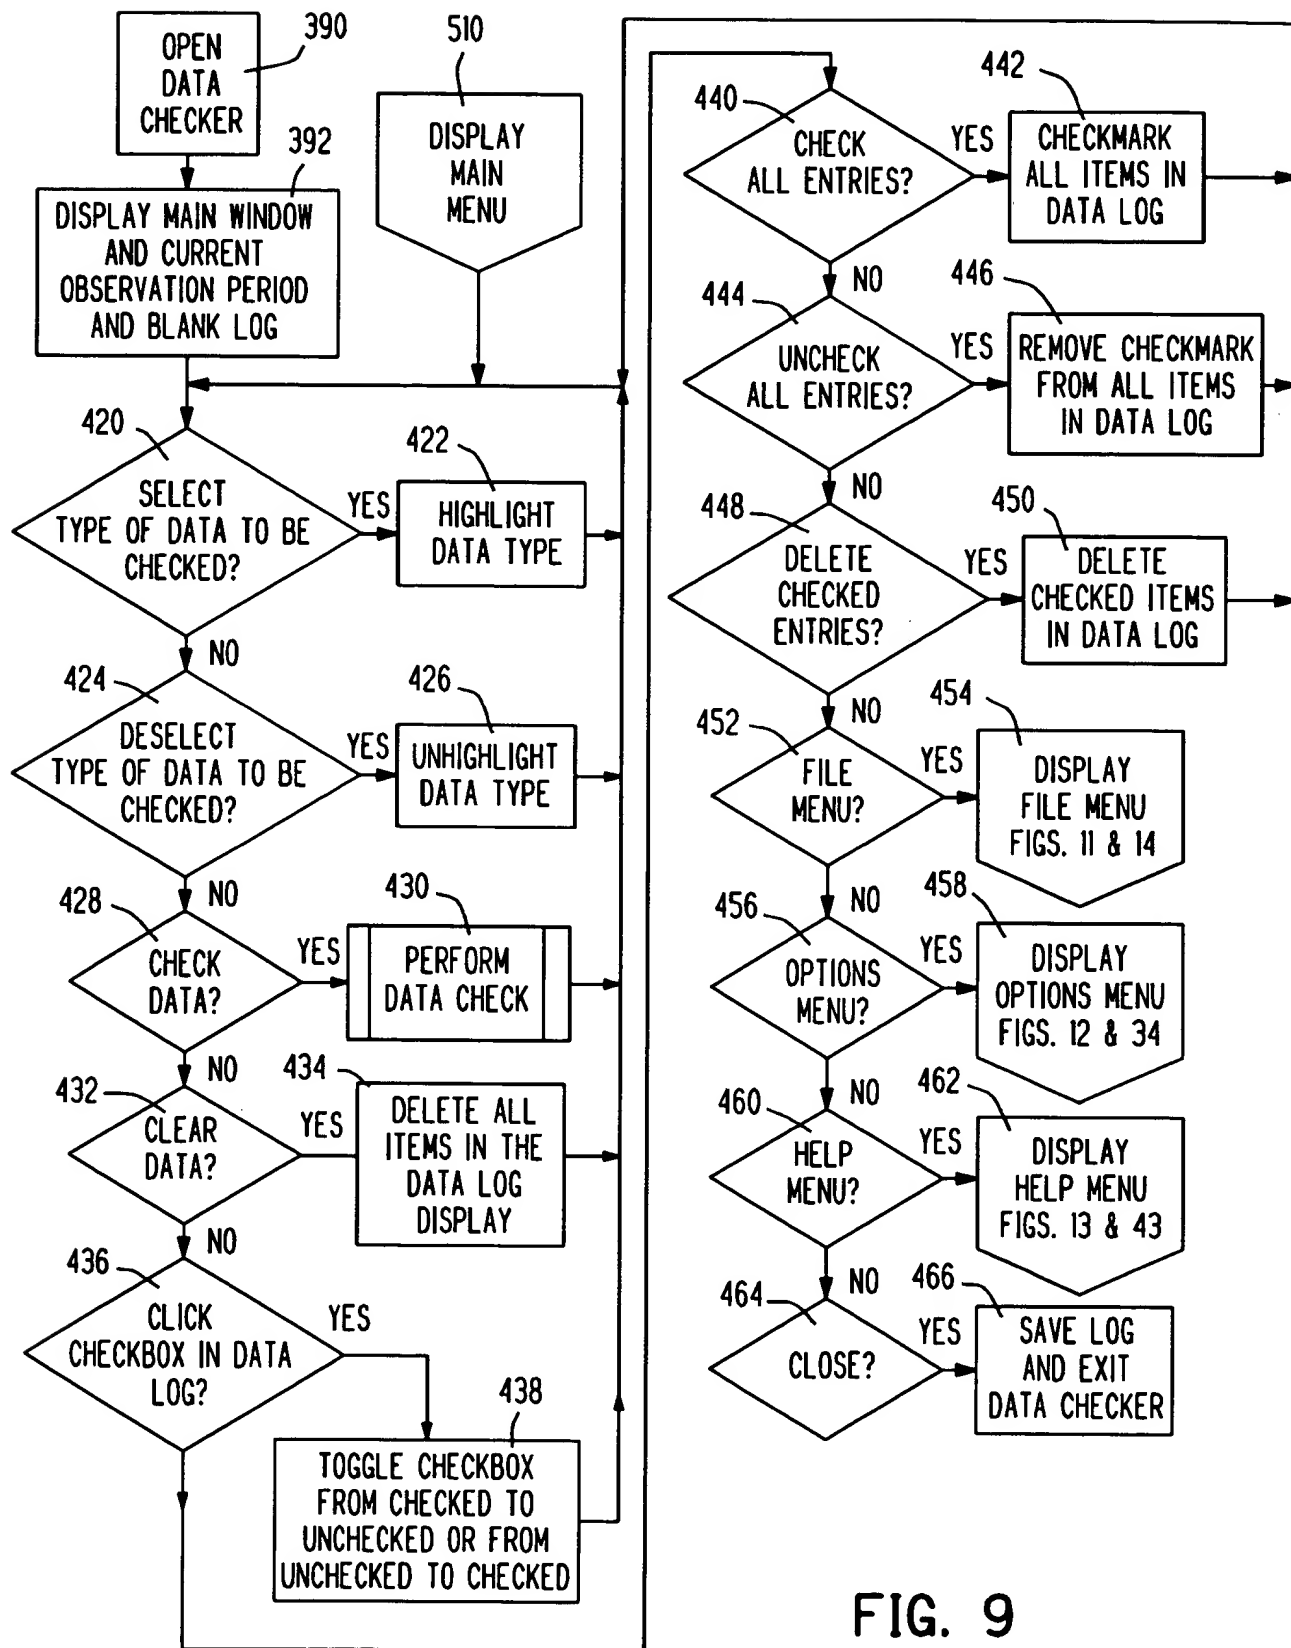 OPEN
DATA
CHECKER
390
392
DISPLAY MAIN WINDOW
AND CURRENT
OBSERVATION PERIOD
AND BLANK LOG
510
DISPLAY
MAIN
MENU
420
SELECT
TYPE OF DATA TO BE
CHECKED?
YES
422
HIGHLIGHT
DATA TYPE
NO
424
DESELECT
TYPE OF DATA TO BE
CHECKED?
YES
426
UNHIGHLIGHT
DATA TYPE
NO
428
CHECK
DATA?
YES
430
PERFORM
DATA CHECK
NO
432
CLEAR
DATA?
YES
434
DELETE ALL
ITEMS IN THE
DATA LOG
DISPLAY
NO
436
CLICK
CHECKBOX IN DATA
LOG?
YES
438
TOGGLE CHECKBOX
FROM CHECKED TO
UNCHECKED OR FROM
UNCHECKED TO CHECKED
440
CHECK
ALL ENTRIES?
YES
442
CHECKMARK
ALL ITEMS IN
DATA LOG
NO
444
UNCHECK
ALL ENTRIES?
YES
446
REMOVE CHECKMARK
FROM ALL ITEMS
IN DATA LOG
NO
448
DELETE
CHECKED
ENTRIES?
YES
450
DELETE
CHECKED ITEMS
IN DATA LOG
NO
452
FILE
MENU?
YES
454
DISPLAY
FILE MENU
FIGS. 11 & 14
NO
456
OPTIONS
MENU?
YES
458
DISPLAY
OPTIONS MENU
FIGS. 12 & 34
NO
460
HELP
MENU?
YES
462
DISPLAY
HELP MENU
FIGS. 13 & 43
NO
464
CLOSE?
YES
466
SAVE LOG
AND EXIT
DATA CHECKER
FIG. 9